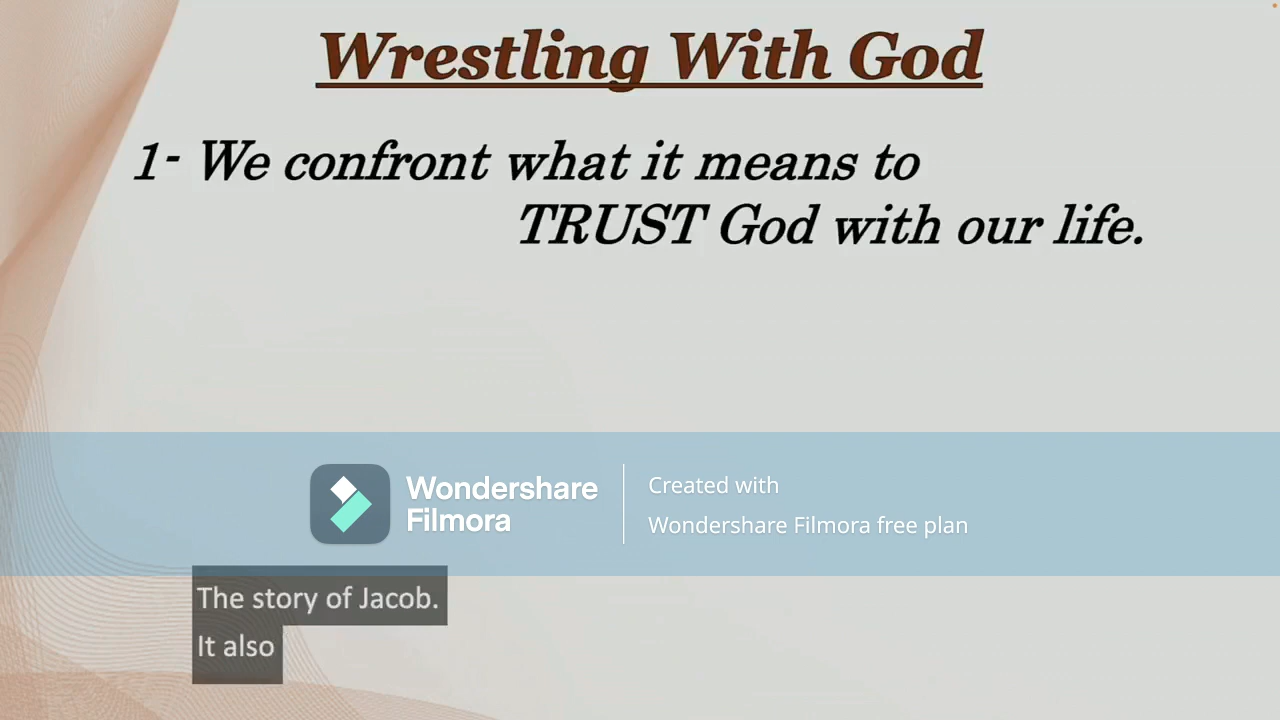 Wrestling With God
1- We confront what it means to
TRUST God with our life.
Wondershare
Filmora
Created with
Wondershare Filmora free plan
The story of Jacob.
It also